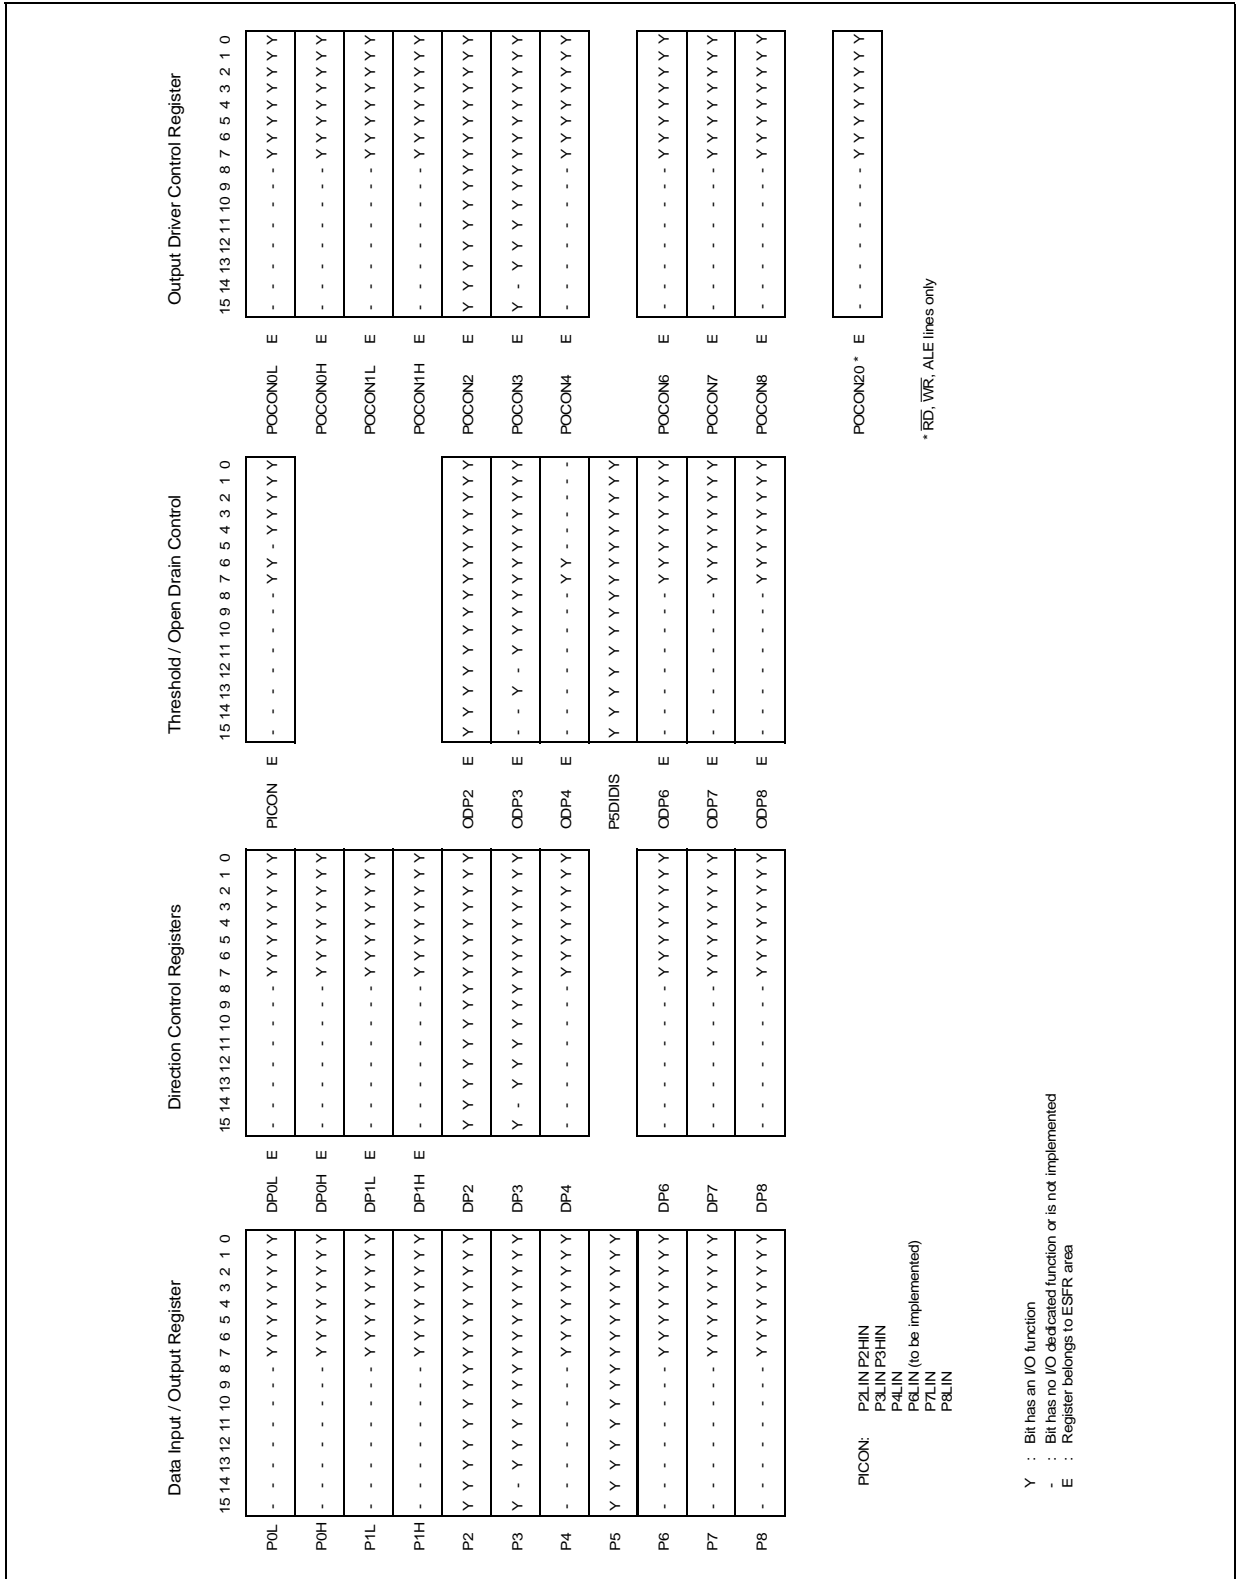 Data Input / Output Register
15 14 13 12 11 10 9 8 7 6 5 4 3 2 1 0
P0L - - - - - - - - Y Y Y Y Y Y Y Y
P0H - - - - - - - - Y Y Y Y Y Y Y Y
P1L - - - - - - - - Y Y Y Y Y Y Y Y
P1H - - - - - - - - Y Y Y Y Y Y Y Y
P2 Y Y Y Y Y Y Y Y Y Y Y Y Y Y Y Y
P3 Y - Y Y Y Y Y Y Y Y Y Y Y Y Y Y
P4 - - - - - - - - Y Y Y Y Y Y Y Y
P5 Y Y Y Y Y Y Y Y Y Y Y Y Y Y Y Y
P6 - - - - - - - - Y Y Y Y Y Y Y Y
P7 - - - - - - - - Y Y Y Y Y Y Y Y
P8 - - - - - - - - Y Y Y Y Y Y Y Y
Direction Control Registers
15 14 13 12 11 10 9 8 7 6 5 4 3 2 1 0
DP0L E - - - - - - - - Y Y Y Y Y Y Y Y
DP0H E - - - - - - - - Y Y Y Y Y Y Y Y
DP1L E - - - - - - - - Y Y Y Y Y Y Y Y
DP1H E - - - - - - - - Y Y Y Y Y Y Y Y
DP2 Y Y Y Y Y Y Y Y Y Y Y Y Y Y Y Y
DP3 Y - Y Y Y Y Y Y Y Y Y Y Y Y Y Y
DP4 - - - - - - - - Y Y Y Y Y Y Y Y
DP6 - - - - - - - - Y Y Y Y Y Y Y Y
DP7 - - - - - - - - Y Y Y Y Y Y Y Y
DP8 - - - - - - - - Y Y Y Y Y Y Y Y
Threshold / Open Drain Control
15 14 13 12 11 10 9 8 7 6 5 4 3 2 1 0
PICON E - - - - - - - - Y Y - Y Y Y Y Y
ODP2 E Y Y Y Y Y Y Y Y Y Y Y Y Y Y Y Y
ODP3 E - - Y - Y Y Y Y Y Y Y Y Y Y Y Y
ODP4 E - - - - - - - - Y Y - - - - - -
P5DIDIS Y Y Y Y Y Y Y Y Y Y Y Y Y Y Y Y
ODP6 E - - - - - - - - Y Y Y Y Y Y Y Y
ODP7 E - - - - - - - - Y Y Y Y Y Y Y Y
ODP8 E - - - - - - - - Y Y Y Y Y Y Y Y
Output Driver Control Register
15 14 13 12 11 10 9 8 7 6 5 4 3 2 1 0
POCON0L E - - - - - - - - Y Y Y Y Y Y Y Y
POCON0H E - - - - - - - - Y Y Y Y Y Y Y Y
POCON1L E - - - - - - - - Y Y Y Y Y Y Y Y
POCON1H E - - - - - - - - Y Y Y Y Y Y Y Y
POCON2 E Y Y Y Y Y Y Y Y Y Y Y Y Y Y Y Y
POCON3 E Y - Y Y Y Y Y Y Y Y Y Y Y Y Y Y
POCON4 E - - - - - - - - Y Y Y Y Y Y Y Y
POCON6 E - - - - - - - - Y Y Y Y Y Y Y Y
POCON7 E - - - - - - - - Y Y Y Y Y Y Y Y
POCON8 E - - - - - - - - Y Y Y Y Y Y Y Y
POCON20 * E - - - - - - - - Y Y Y Y Y Y Y Y
* RD, WR, ALE lines only
PICON: P2LIN P2HIN
P3LIN P3HIN
P4LIN
P6LIN (to be implemented)
P7LIN
P8LIN
Y : Bit has an I/O function
- : Bit has no I/O dedicated function or is not implemented
E : Register belongs to ESFR area